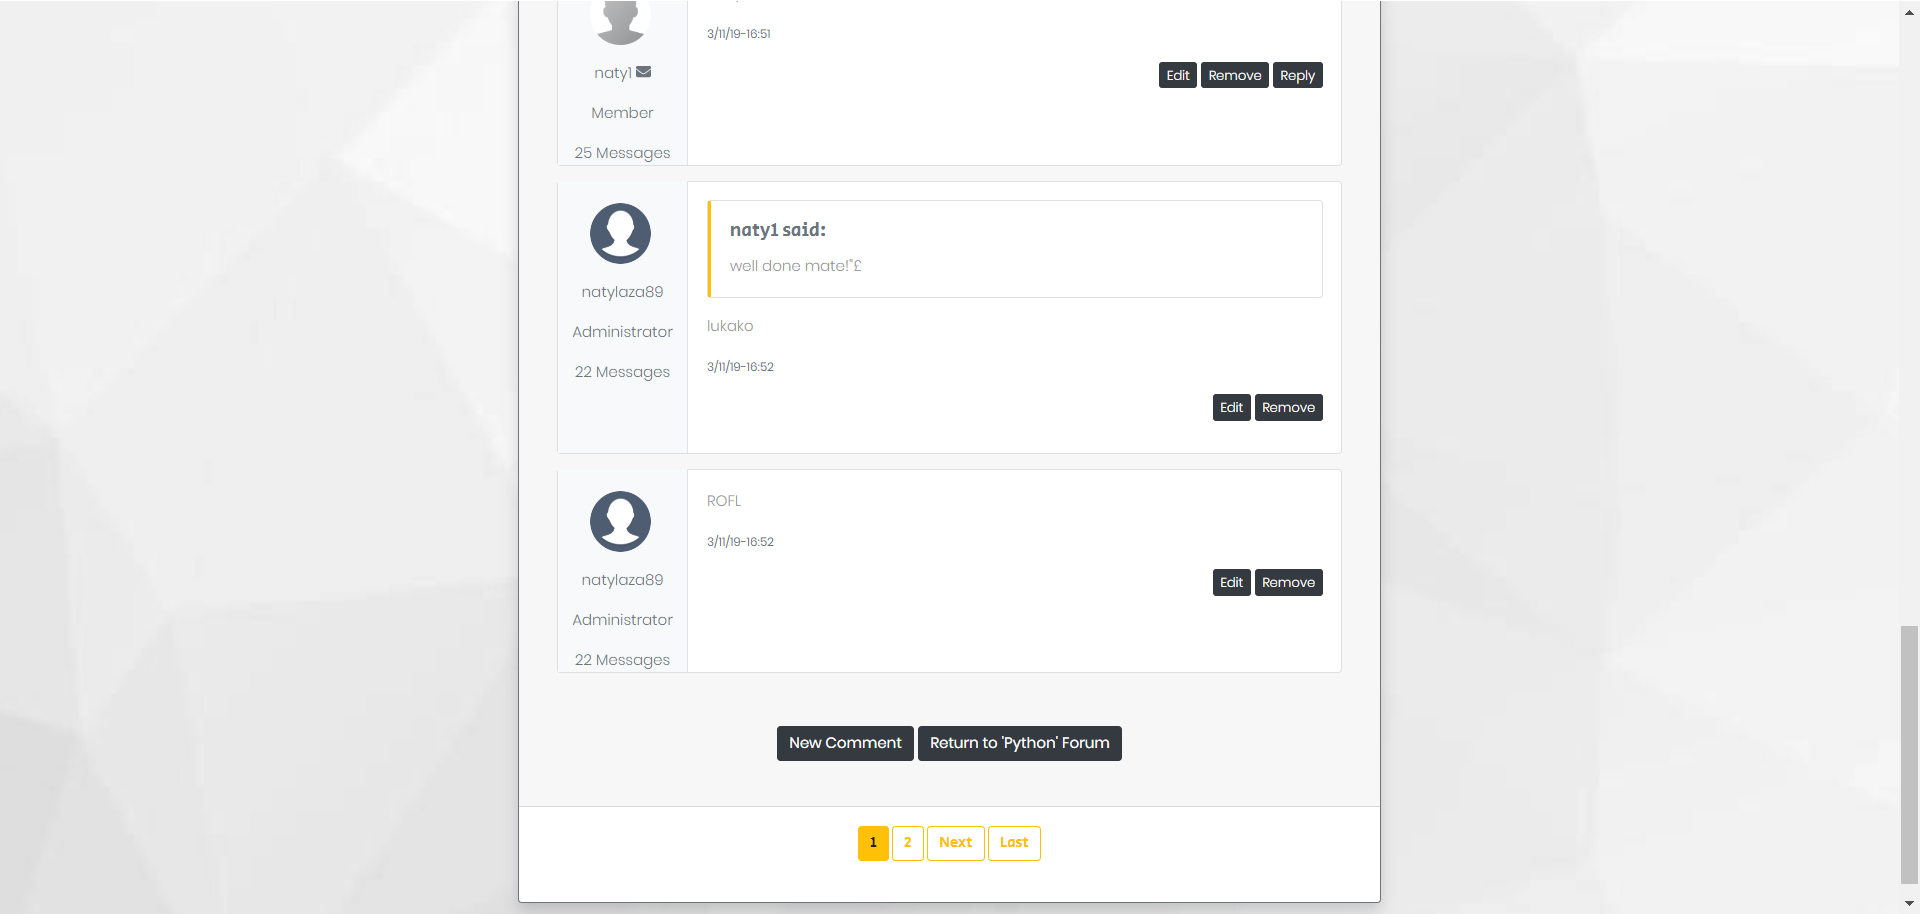 3/11/19-16:51
naty1
Edit Remove Reply
Member
25 Messages
naty1 said:
well done mate!"£
natylaza89
lukako
Administrator
3/11/19-16:52
22 Messages
Edit Remove
ROFL
3/11/19-16:52
natylaza89
Edit Remove
Administrator
22 Messages
New Comment Return to 'Python' Forum
1 2 Next Last